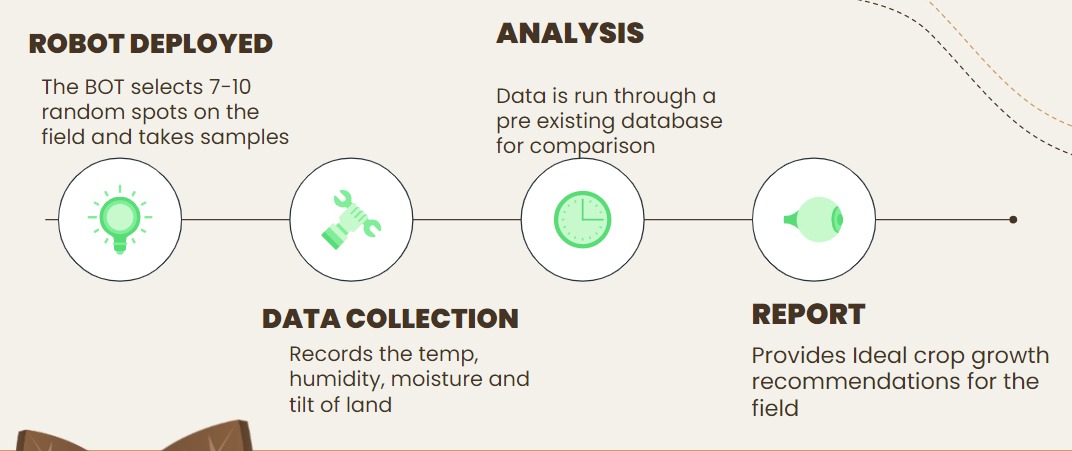 ROBOT DEPLOYED
The BOT selects 7-10
random spots on the
field and takes samples
DATA COLLECTION
Records the temp,
humidity, moisture and
tilt of land
ANALYSIS
Data is run through a
pre existing database
for comparison
REPORT
Provides Ideal crop growth
recommendations for the
field